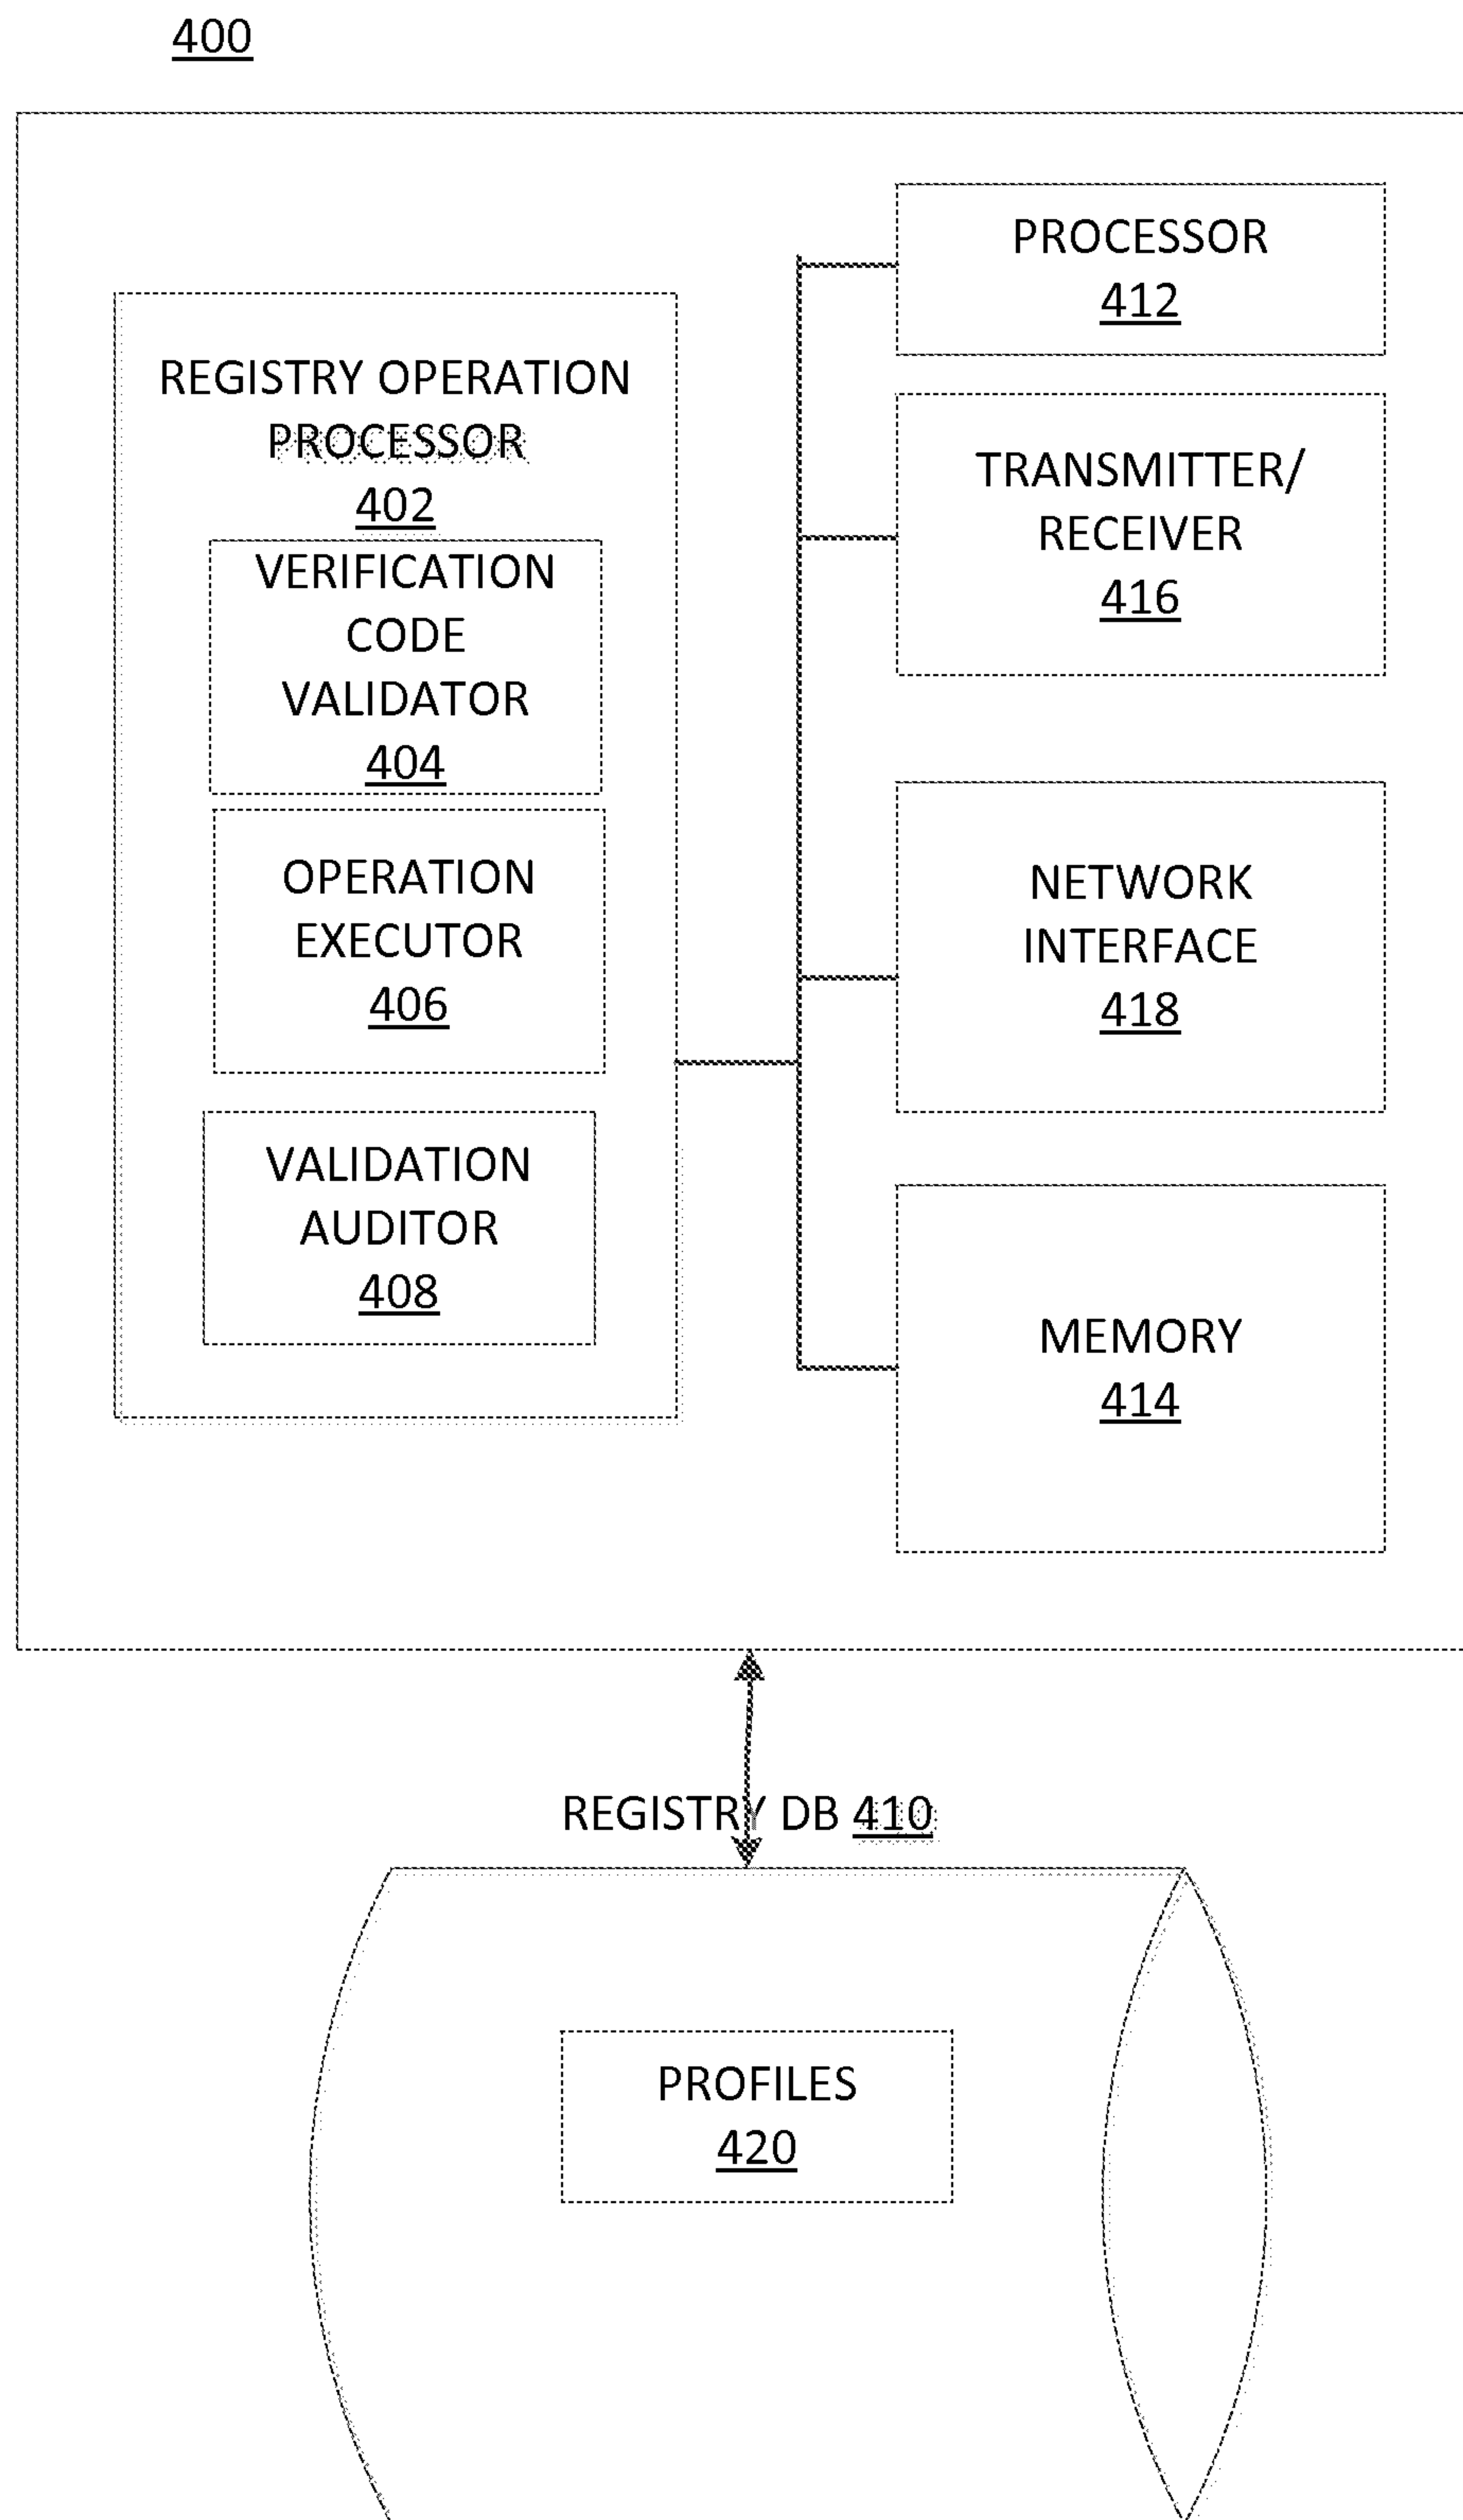 400
REGISTRY OPERATION
PROCESSOR
402
VERIFICATION
CODE
VALIDATOR
404
OPERATION
EXECUTOR
406
VALIDATION
AUDITOR
408
PROCESSOR
412
TRANSMITTER/
RECEIVER
416
NETWORK
INTERFACE
418
MEMORY
414
REGISTRY DB 410
PROFILES
420